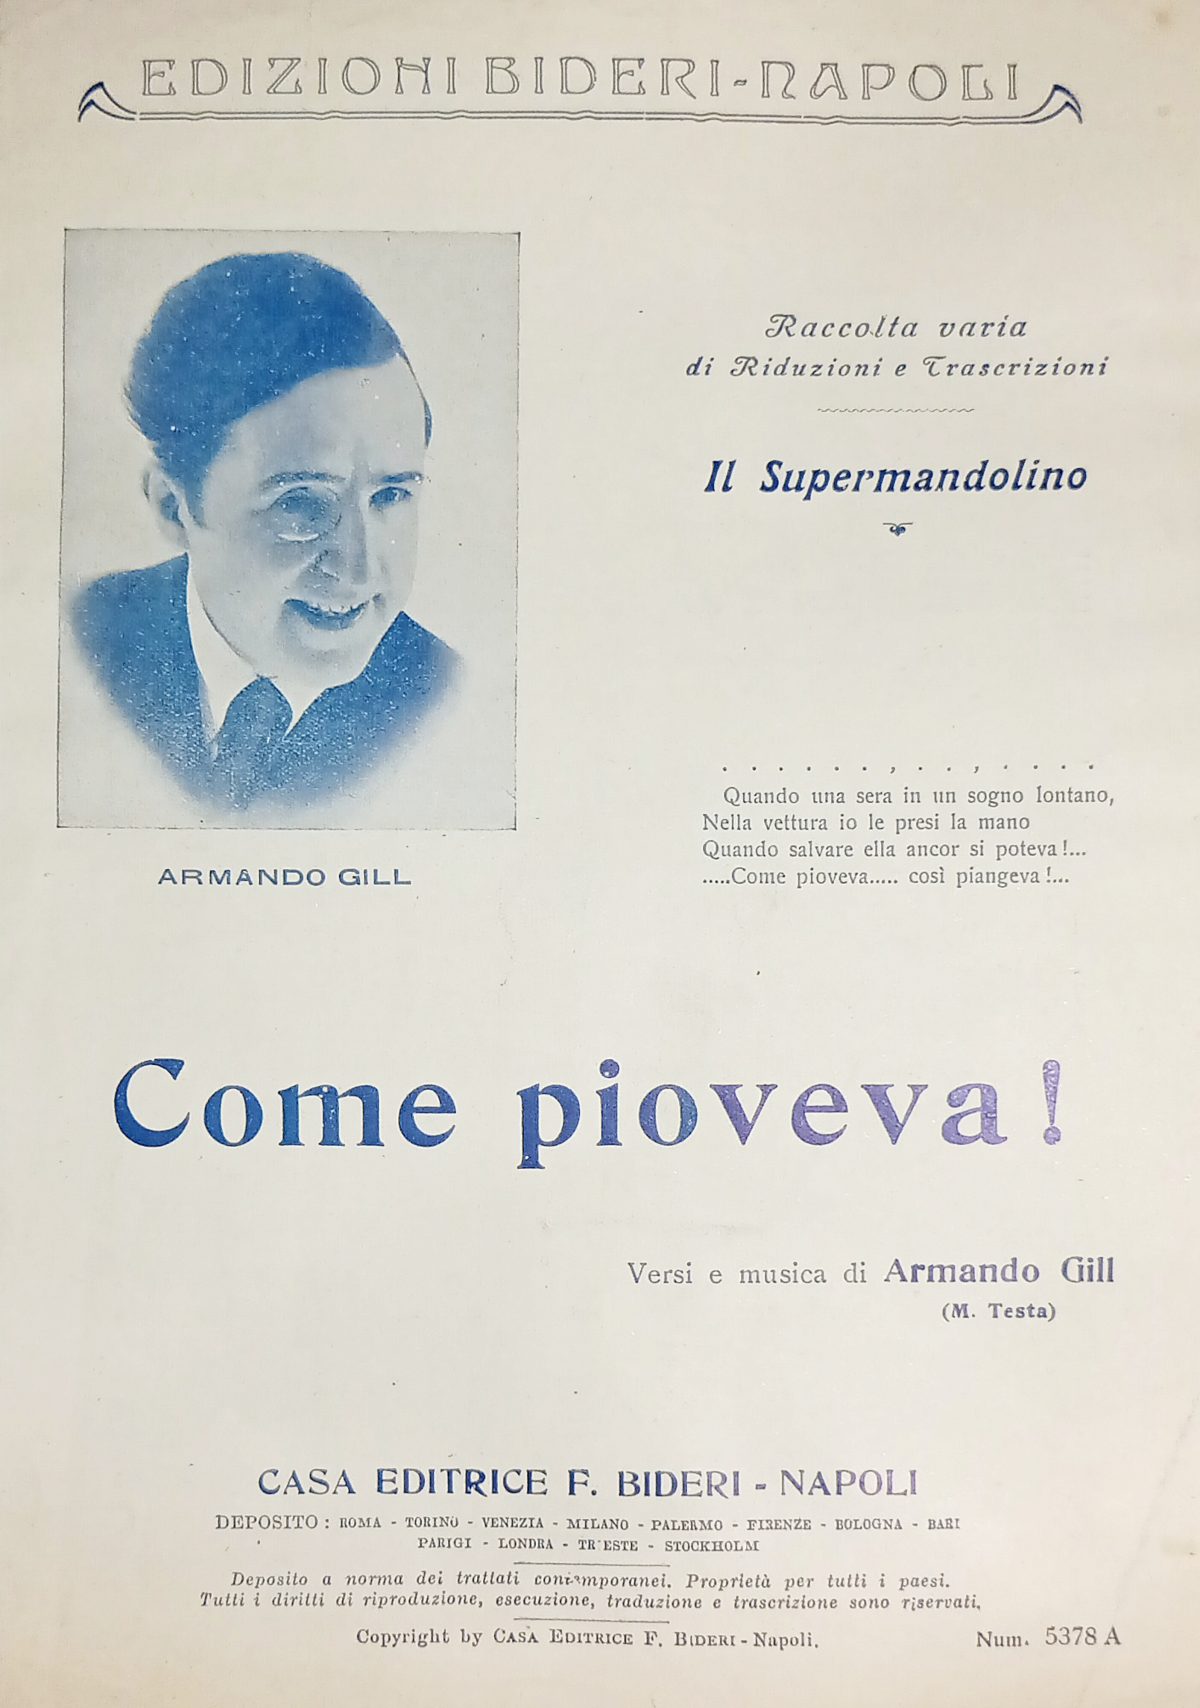 EDIZIONI BIDERI-NAPOLI
Raccolta varia
di Riduzioni e Trascrizioni
Il Supermandolino
. . . . . . , . . , . . . .
Quando una sera in un sogno lontano,
Nella vettura io le presi la mano
Quando salvare ella ancor si poteva!...
.....Come pioveva..... così piangeva!...
ARMANDO GILL
Come pioveva!
Versi e musica di Armando Gill
(M. Testa)
CASA EDITRICE F. BIDERI - NAPOLI
DEPOSITO: ROMA - TORINO - VENEZIA - MILANO - PALERMO - FIRENZE - BOLOGNA - BARI
PARIGI - LONDRA - TRIESTE - STOCKHOLM
Deposito a norma dei trattati contemporanei. Proprietà per tutti i paesi.
Tutti i diritti di riproduzione, esecuzione, traduzione e trascrizione sono riservati.
Copyright by CASA EDITRICE F. BIDERI - Napoli.
Num. 5378 A